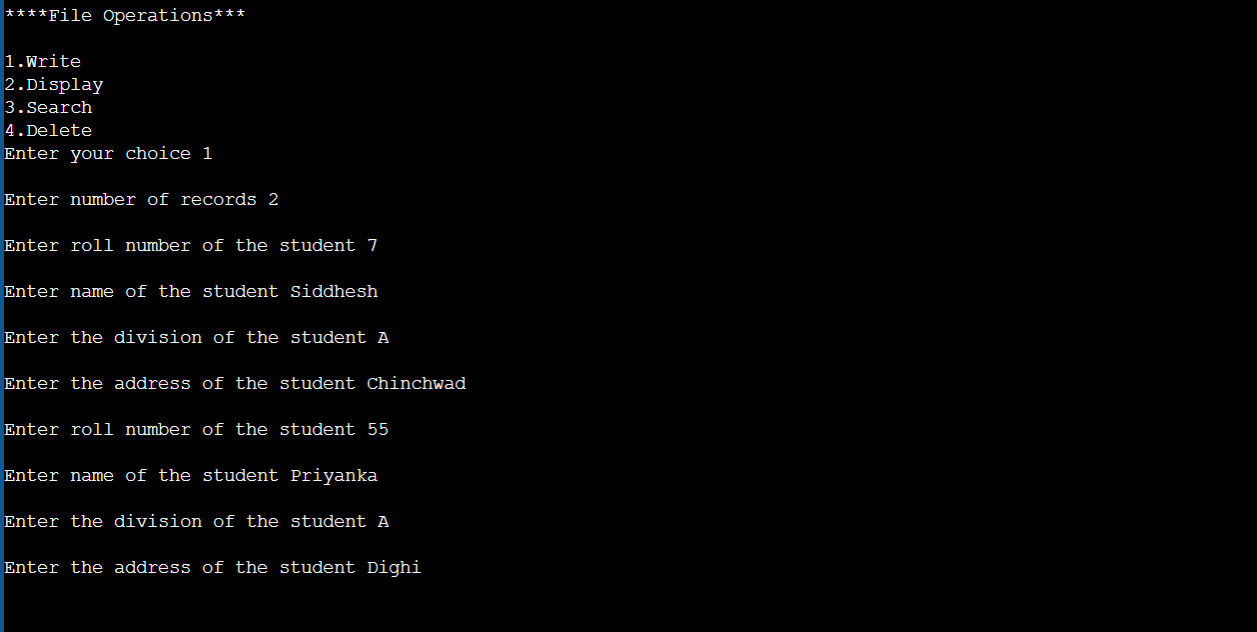 ****File Operations***
1.Write
2.Display
3.Search
4.Delete
Enter your choice 1
Enter number of records 2
Enter roll number of the student 7
Enter name of the student Siddhesh
Enter the division of the student A
Enter the address of the student Chinchwad
Enter roll number of the student 55
Enter name of the student Priyanka
Enter the division of the student A
Enter the address of the student Dighi